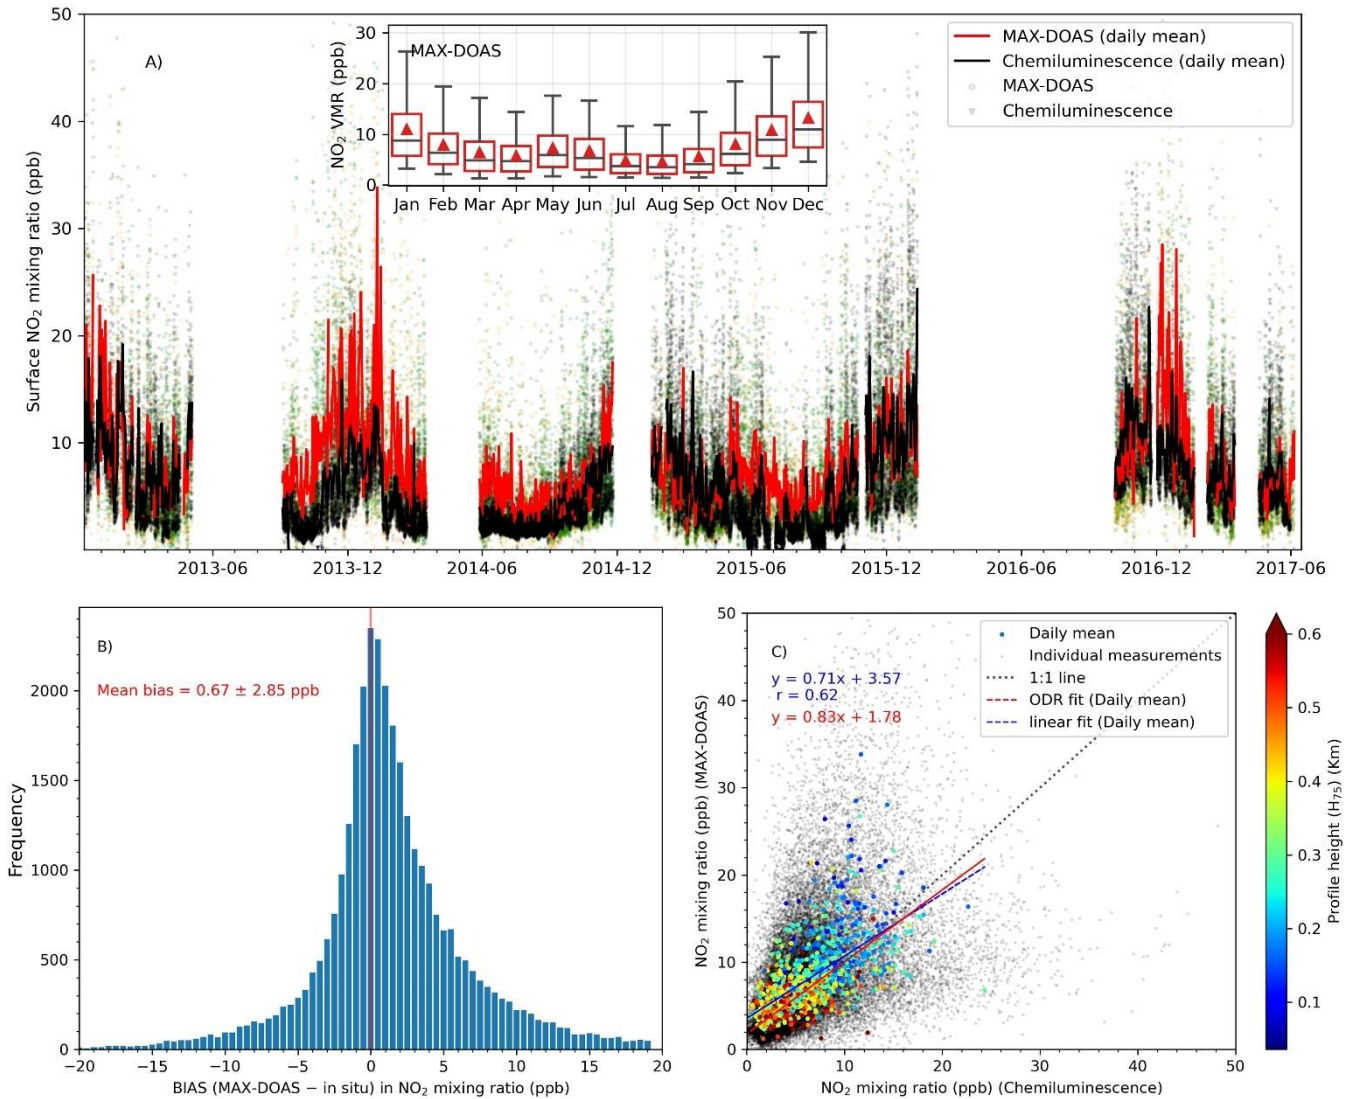 A)
Surface NO₂ mixing ratio (ppb)
50
40
30
20
10
2013-06 2013-12 2014-06 2014-12 2015-06 2015-12 2016-06 2016-12 2017-06
MAX-DOAS
NO₂ VMR (ppb)
30
20
10
0
Jan Feb Mar Apr May Jun Jul Aug Sep Oct Nov Dec
MAX-DOAS (daily mean)
Chemiluminescence (daily mean)
MAX-DOAS
Chemiluminescence
B)
Mean bias = 0.67 ± 2.85 ppb
Frequency
2000
1500
1000
500
0
−20 −15 −10 −5 0 5 10 15 20
BIAS (MAX-DOAS − in situ) in NO₂ mixing ratio (ppb)
C)
y = 0.71x + 3.57
r = 0.62
y = 0.83x + 1.78
Daily mean
Individual measurements
1:1 line
ODR fit (Daily mean)
linear fit (Daily mean)
NO₂ mixing ratio (ppb) (MAX-DOAS)
50
40
30
20
10
0
0 10 20 30 40 50
NO₂ mixing ratio (ppb) (Chemiluminescence)
0.6
0.5
0.4
0.3
0.2
0.1
Profile height (H₇₅) (Km)